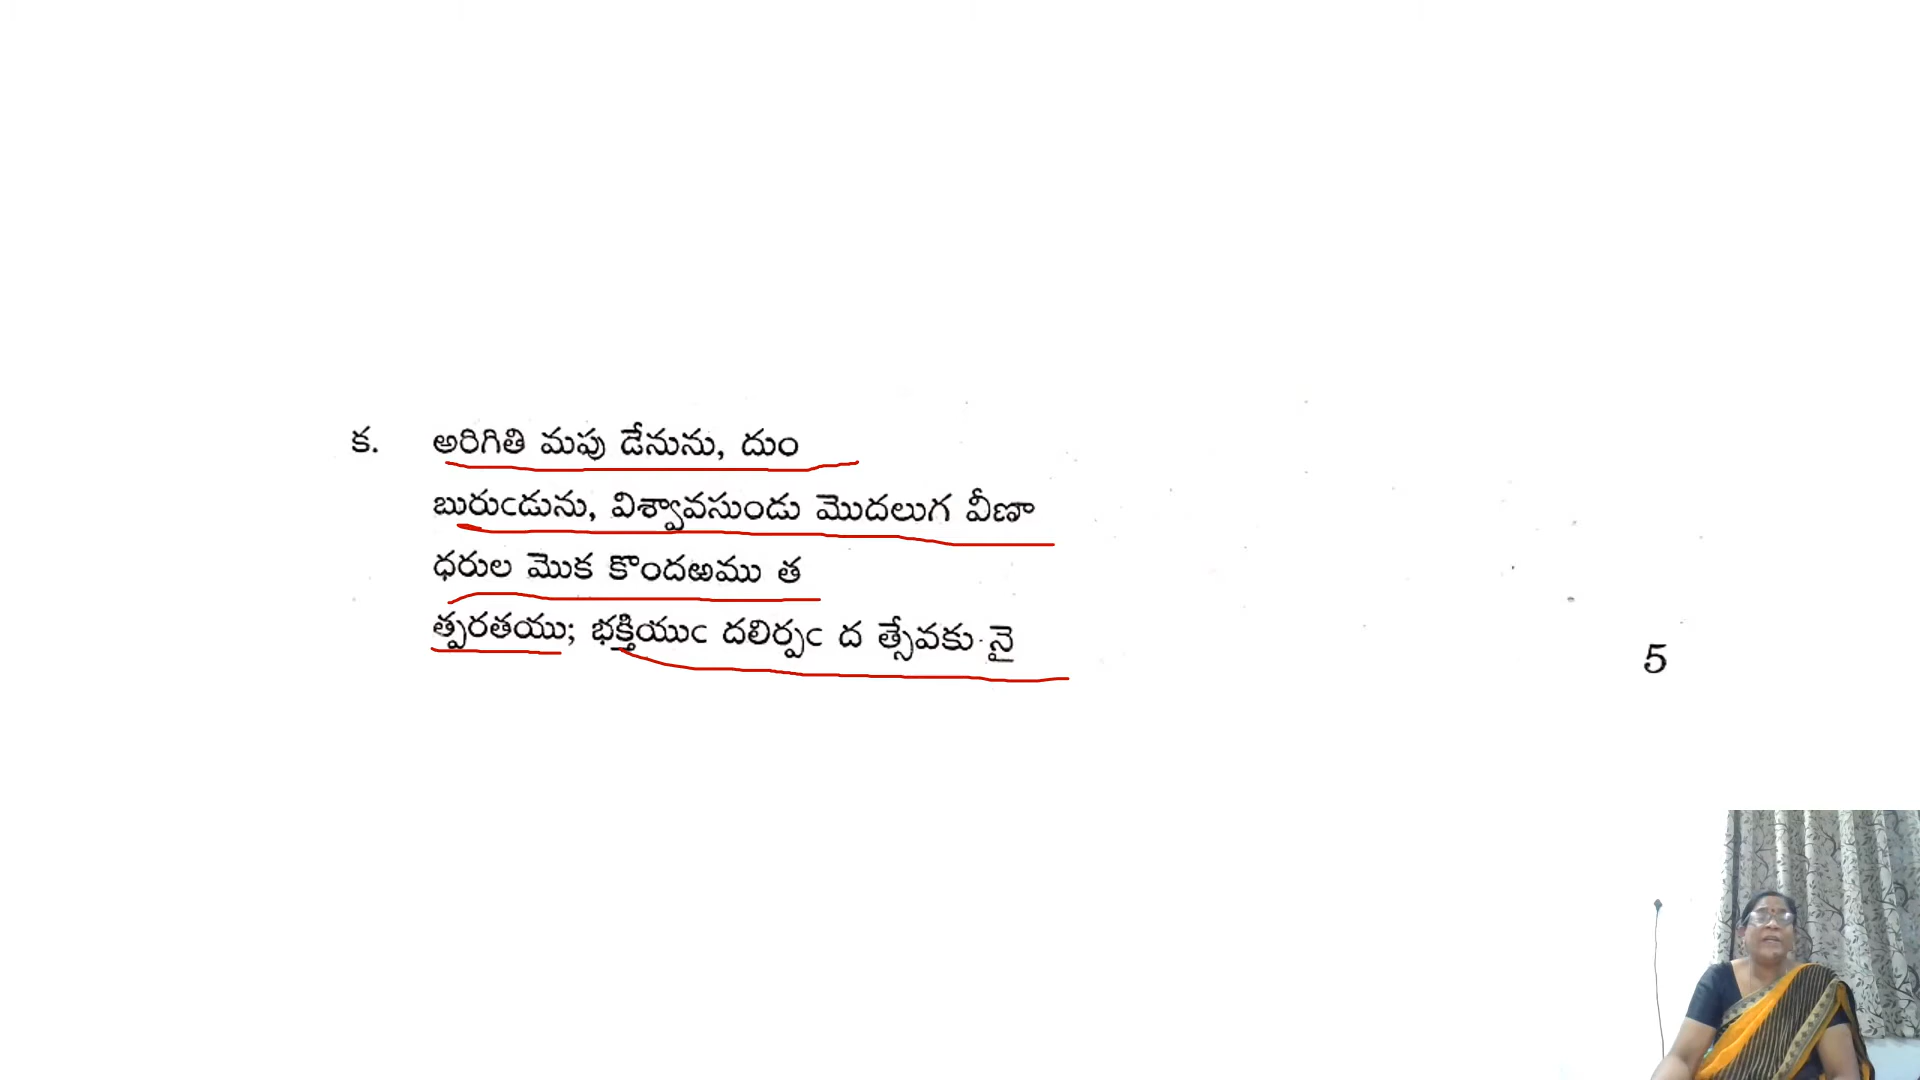 క. అరిగితి మపు డేనును, దుం
బురుఁడును, విశ్వావసుండు మొదలుగ వీణా
ధరుల మొక కొందఱము త
త్పరతయు; భక్తియుఁ దలిర్పఁ ద త్సేవకు నై 5